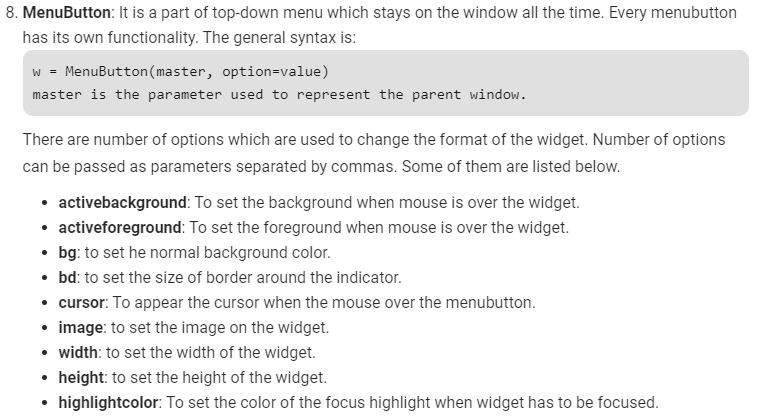 8. MenuButton: It is a part of top-down menu which stays on the window all the time. Every menubutton
has its own functionality. The general syntax is:
w = MenuButton(master, option=value)
master is the parameter used to represent the parent window.
There are number of options which are used to change the format of the widget. Number of options
can be passed as parameters separated by commas. Some of them are listed below.
• activebackground: To set the background when mouse is over the widget.
• activeforeground: To set the foreground when mouse is over the widget.
• bg: to set he normal background color.
• bd: to set the size of border around the indicator.
• cursor: To appear the cursor when the mouse over the menubutton.
• image: to set the image on the widget.
• width: to set the width of the widget.
• height: to set the height of the widget.
• highlightcolor: To set the color of the focus highlight when widget has to be focused.